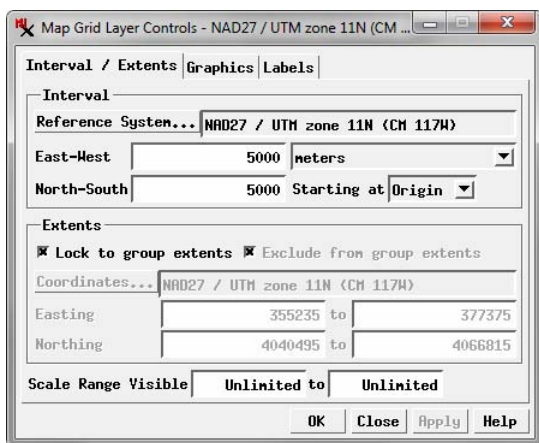 Map Grid Layer Controls - NAD27 / UTM zone 11N (CM ...
Interval / Extents Graphics Labels
Interval
Reference System... NAD27 / UTM zone 11N (CM 117W)
East-West 5000 meters
North-South 5000 Starting at Origin
Extents
Lock to group extents Exclude from group extents
Coordinates... NAD27 / UTM zone 11N (CM 117W)
Easting 355235 to 377375
Northing 4040495 to 4066815
Scale Range Visible Unlimited to Unlimited
OK Close Apply Help